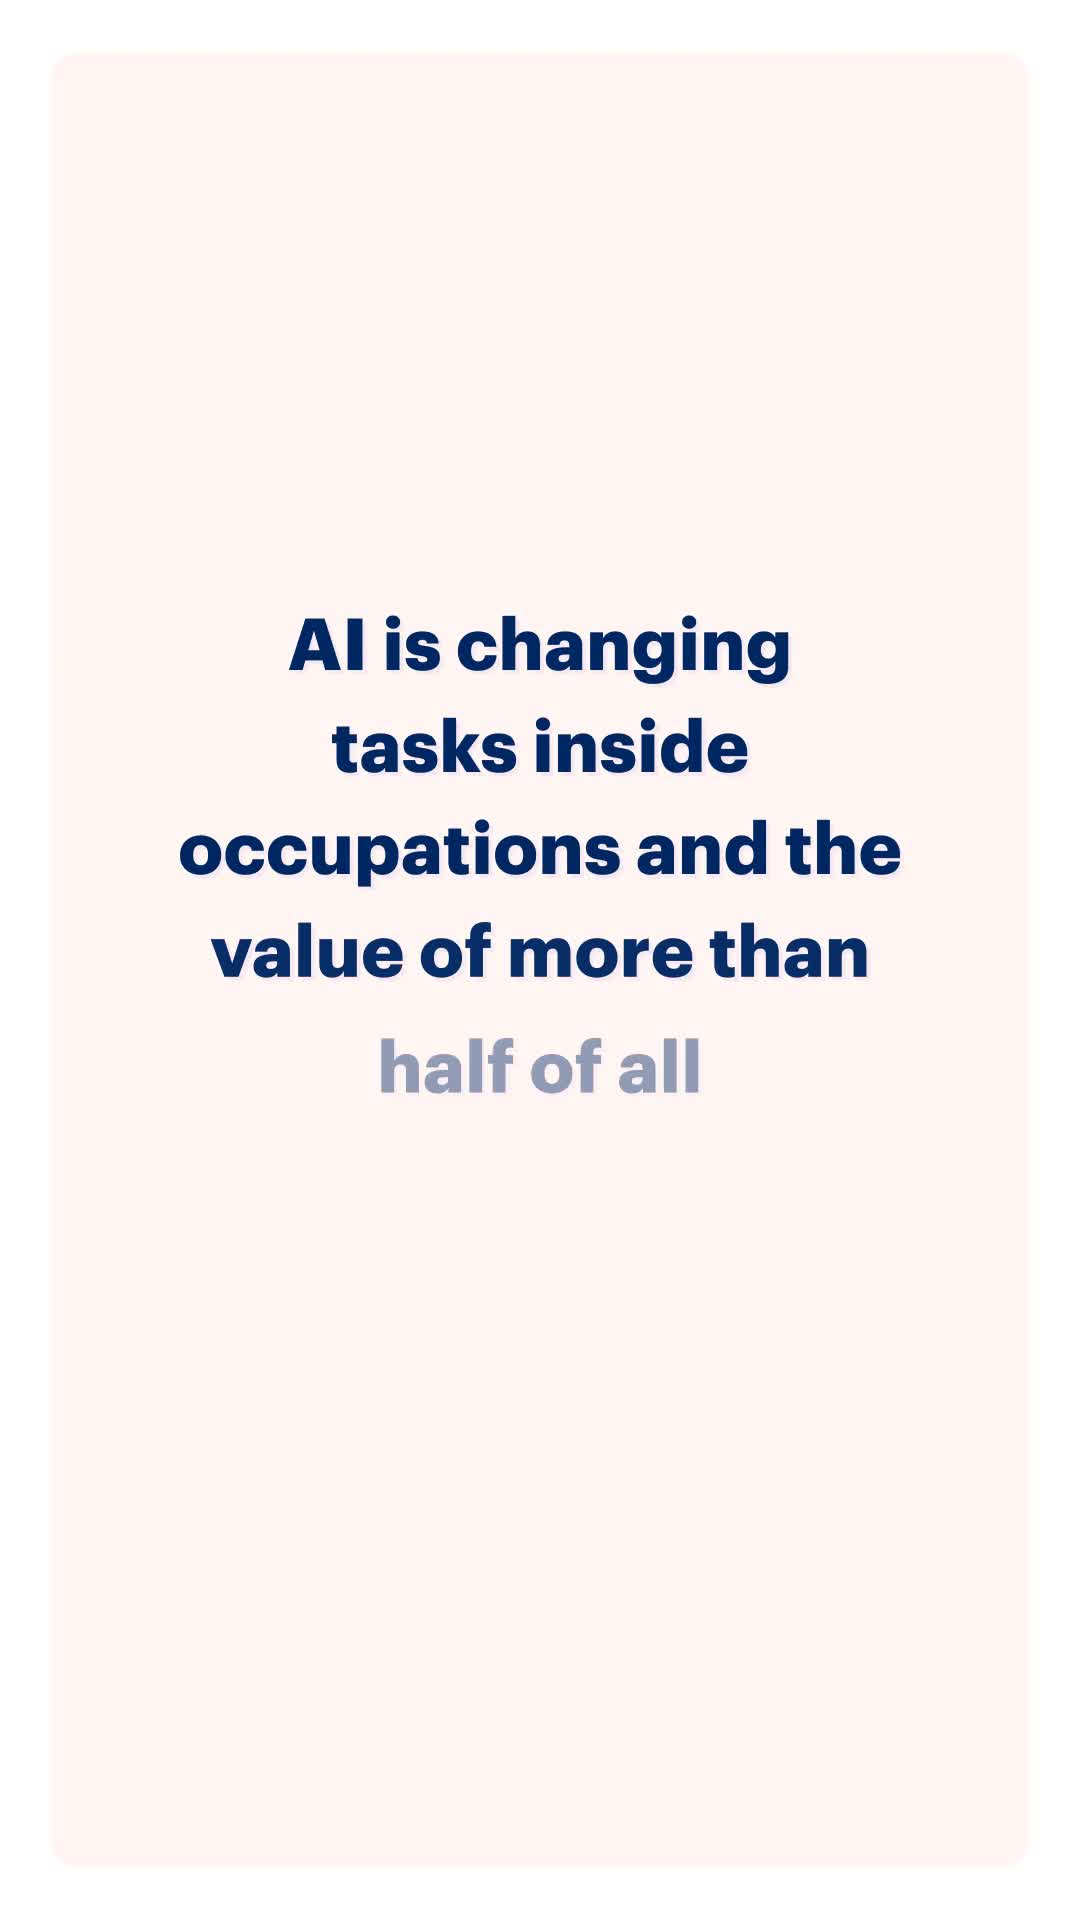 AI is changing
tasks inside
occupations and the
value of more than
half of all